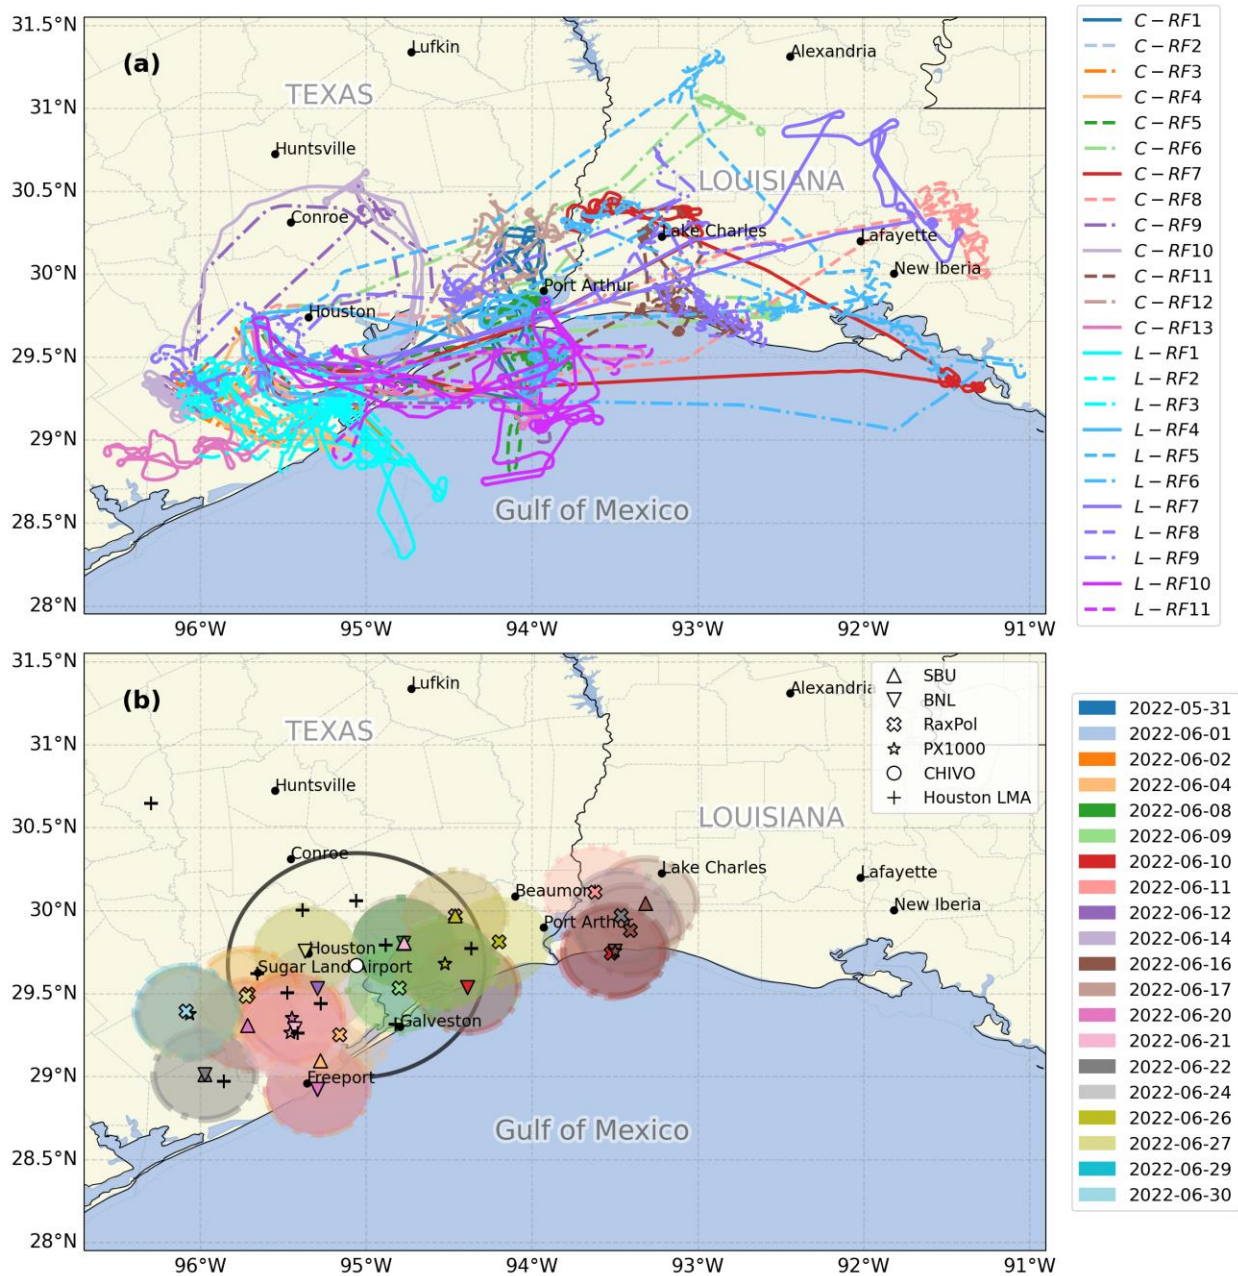 31.5°N
(a)
Lufkin
Alexandria
TEXAS
31°N
Huntsville
30.5°N
LOUISIANA
Conroe
Lake Charles
Lafayette
30°N
New Iberia
Port Arthur
Houston
29.5°N
29°N
Gulf of Mexico
28.5°N
28°N
96°W 95°W 94°W 93°W 92°W 91°W
C − RF1
C − RF2
C − RF3
C − RF4
C − RF5
C − RF6
C − RF7
C − RF8
C − RF9
C − RF10
C − RF11
C − RF12
C − RF13
L − RF1
L − RF2
L − RF3
L − RF4
L − RF5
L − RF6
L − RF7
L − RF8
L − RF9
L − RF10
L − RF11
31.5°N
(b)
Lufkin
Alexandria
TEXAS
31°N
Huntsville
30.5°N
LOUISIANA
Conroe
Lake Charles
Lafayette
Beaumont
30°N
New Iberia
Port Arthur
Houston
Sugar Land Airport
29.5°N
Galveston
29°N
Freeport
Gulf of Mexico
28.5°N
28°N
96°W 95°W 94°W 93°W 92°W 91°W
SBU
BNL
RaxPol
PX1000
CHIVO
Houston LMA
2022-05-31
2022-06-01
2022-06-02
2022-06-04
2022-06-08
2022-06-09
2022-06-10
2022-06-11
2022-06-12
2022-06-14
2022-06-16
2022-06-17
2022-06-20
2022-06-21
2022-06-22
2022-06-24
2022-06-26
2022-06-27
2022-06-29
2022-06-30